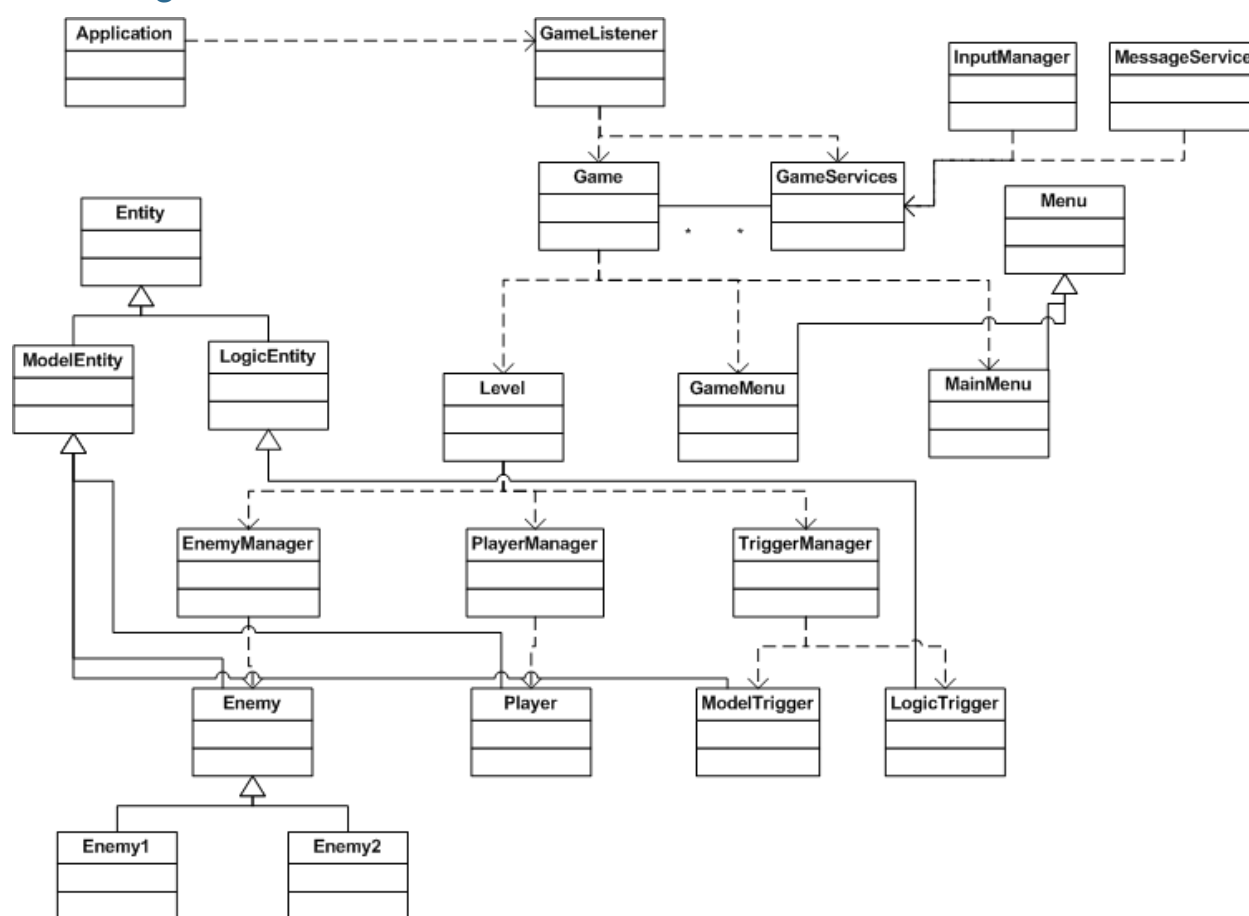 Application
GameListener
InputManager
MessageService
Game
GameServices
Entity
Menu
* *
ModelEntity
LogicEntity
Level
GameMenu
MainMenu
EnemyManager
PlayerManager
TriggerManager
Enemy
Player
ModelTrigger
LogicTrigger
Enemy1
Enemy2